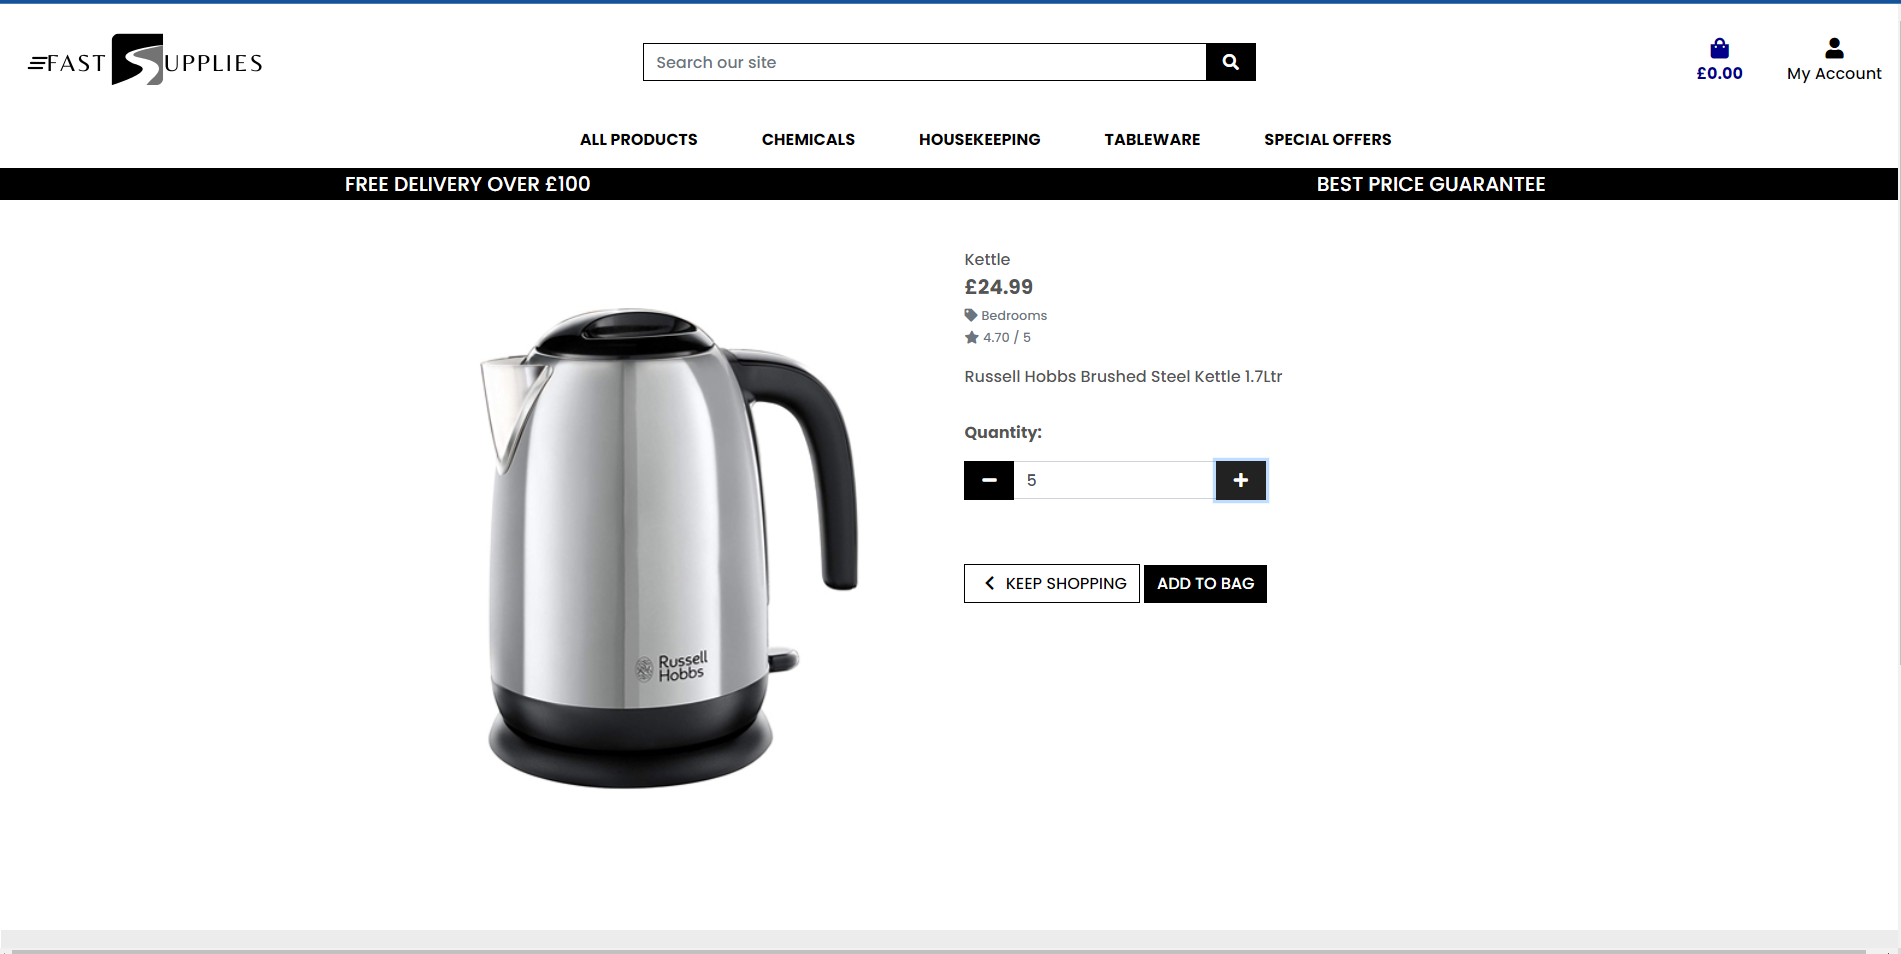 FAST SUPPLIES
Search our site
£0.00
My Account
ALL PRODUCTS
CHEMICALS
HOUSEKEEPING
TABLEWARE
SPECIAL OFFERS
FREE DELIVERY OVER £100
BEST PRICE GUARANTEE
Kettle
£24.99
Bedrooms
4.70 / 5
Russell Hobbs Brushed Steel Kettle 1.7Ltr
Quantity:
5
KEEP SHOPPING
ADD TO BAG
Russell
Hobbs